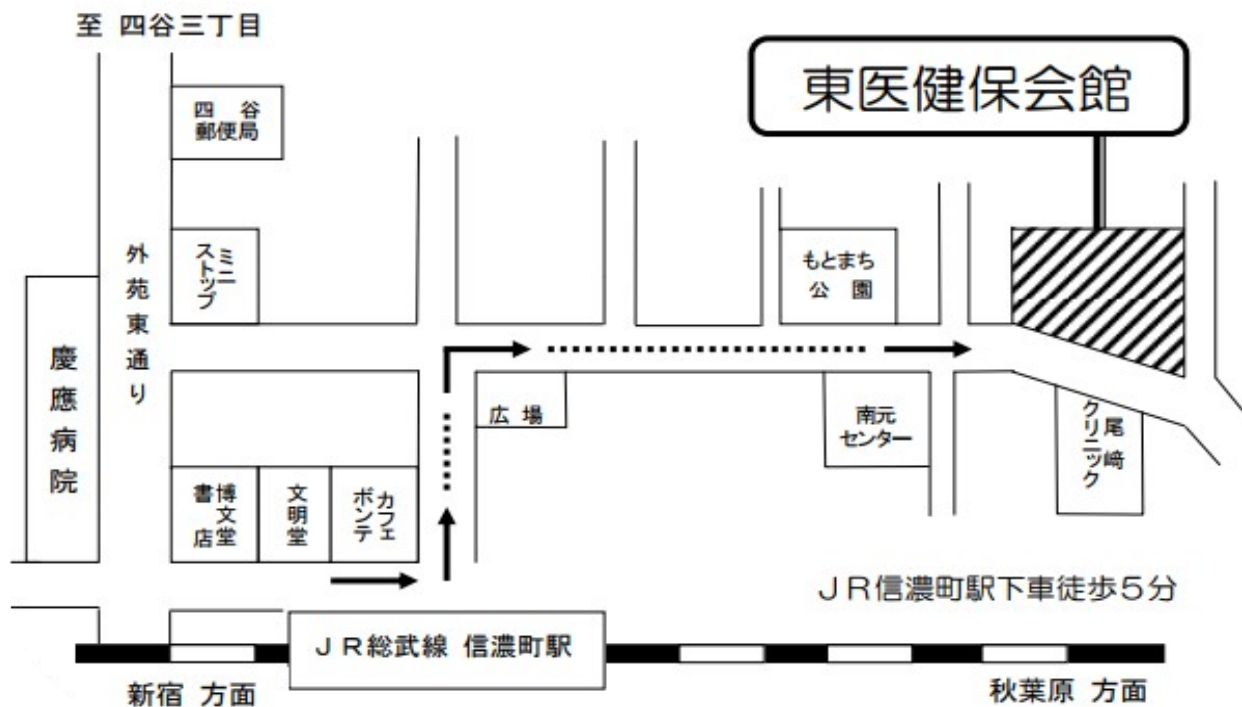 至 四谷三丁目
東医健保会館
四 谷
郵便局
外苑東通り
ミニ
ストップ
もとまち
公 園
慶應病院
広 場
南元
センター
尾﨑
クリニック
博文堂
書 店
文明堂
カフェ
ボンテ
JR信濃町駅下車徒歩5分
JR総武線 信濃町駅
新宿 方面
秋葉原 方面